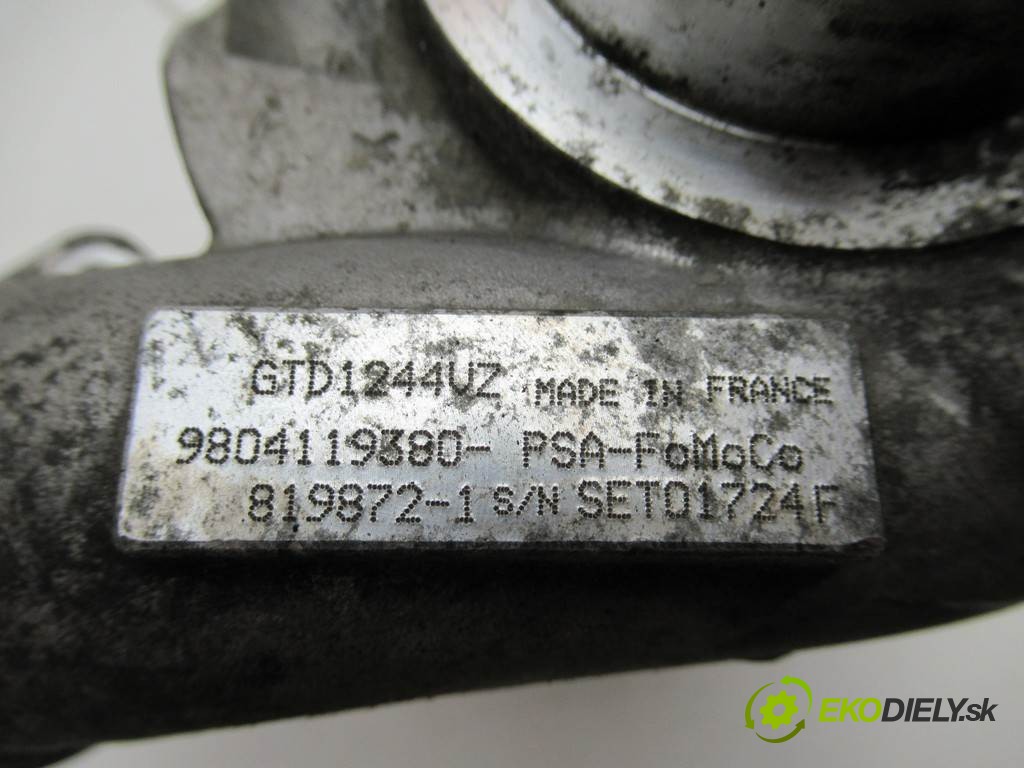 GTD1244VZ MADE IN FRANCE
9804119380- PSA-FoMoCo
819872-1 S/N SET01724F
EKODIELY.sk